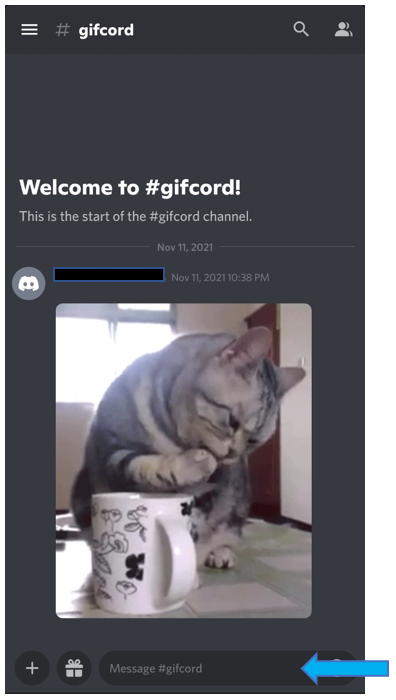 # gifcord
Welcome to #gifcord!
This is the start of the #gifcord channel.
Nov 11, 2021
Nov 11, 2021 10:38 PM
Message #gifcord